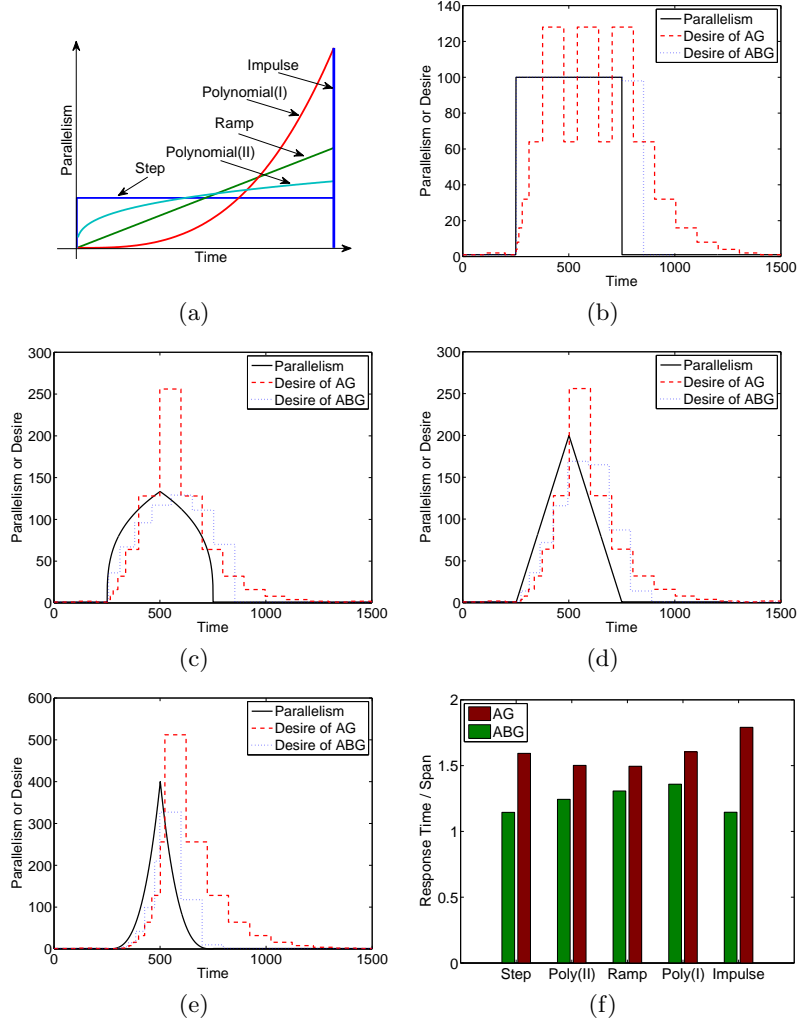 Impulse
Polynomial(I)
Ramp
Polynomial(II)
Step
Parallelism
Time
(a)
140
120
100
80
60
40
20
0
0
500
1000
1500
Parallelism or Desire
Time
Parallelism
Desire of AG
Desire of ABG
(b)
300
250
200
150
100
50
0
0
500
1000
1500
Parallelism or Desire
Time
Parallelism
Desire of AG
Desire of ABG
(c)
300
250
200
150
100
50
0
0
500
1000
1500
Parallelism or Desire
Time
Parallelism
Desire of AG
Desire of ABG
(d)
600
500
400
300
200
100
0
0
500
1000
1500
Parallelism or Desire
Time
Parallelism
Desire of AG
Desire of ABG
(e)
2
1.5
1
0.5
0
Response Time / Span
AG
ABG
Step Poly(II) Ramp Poly(I) Impulse
(f)